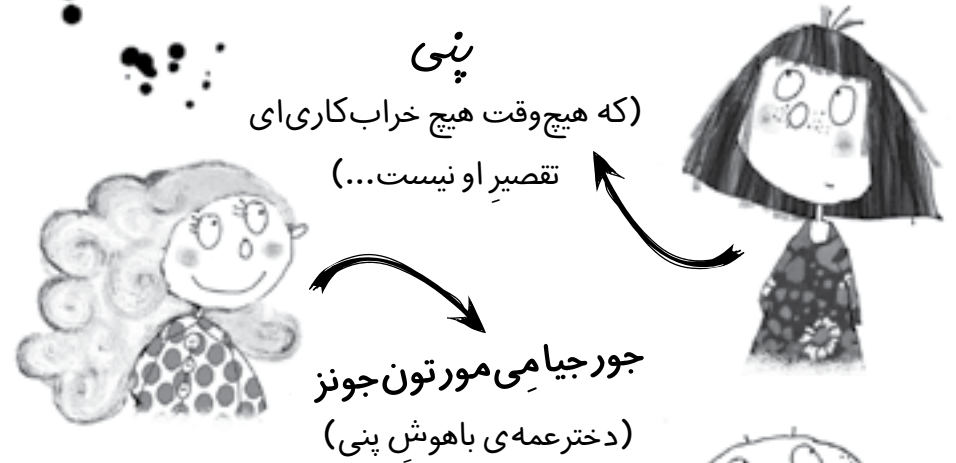 پنی
(که هیچ‌وقت هیچ خراب‌کاری‌ای
تقصیرِ او نیست...)
جورجیا مِی مورتون‌جونز
(دخترعمه‌ی باهوشِ پنی)